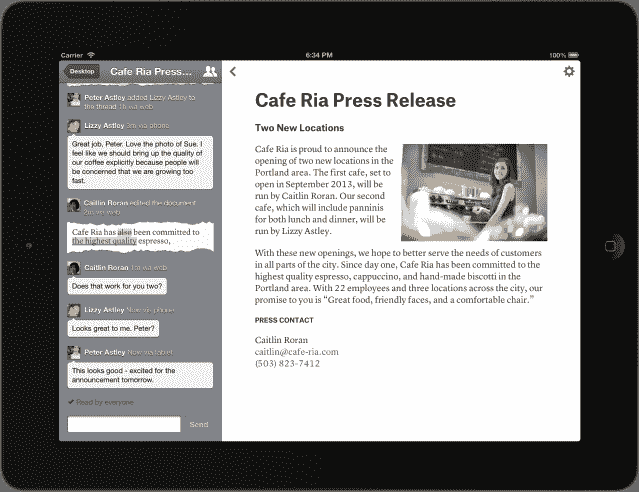 Carrier 6:34 PM 100%
Desktop Cafe Ria Press...
Peter Astley added Lizzy Astley to
the thread 1h via web
Lizzy Astley 3m via phone
Great job, Peter. Love the photo of Sue. I
feel like we should bring up the quality of
our coffee explicitly because people will
be concerned that we are growing too
fast.
Caitlin Roran edited the document
2m via web
Cafe Ria has also been committed to
the highest quality espresso,
Caitlin Roran 1m via web
Does that work for you two?
Lizzy Astley Now via phone
Looks great to me. Peter?
Peter Astley Now via tablet
This looks good - excited for the
announcement tomorrow.
Read by everyone
Send
Cafe Ria Press Release
Two New Locations
Cafe Ria is proud to announce the
opening of two new locations in the
Portland area. The first cafe, set to
open in September 2013, will be
run by Caitlin Roran. Our second
cafe, which will include panninis
for both lunch and dinner, will be
run by Lizzy Astley.
With these new openings, we hope to better serve the needs of customers
in all parts of the city. Since day one, Cafe Ria has been committed to the
highest quality espresso, cappuccino, and hand-made biscotti in the
Portland area. With 22 employees and three locations across the city, our
promise to you is “Great food, friendly faces, and a comfortable chair.”
PRESS CONTACT
Caitlin Roran
caitlin@cafe-ria.com
(503) 823-7412